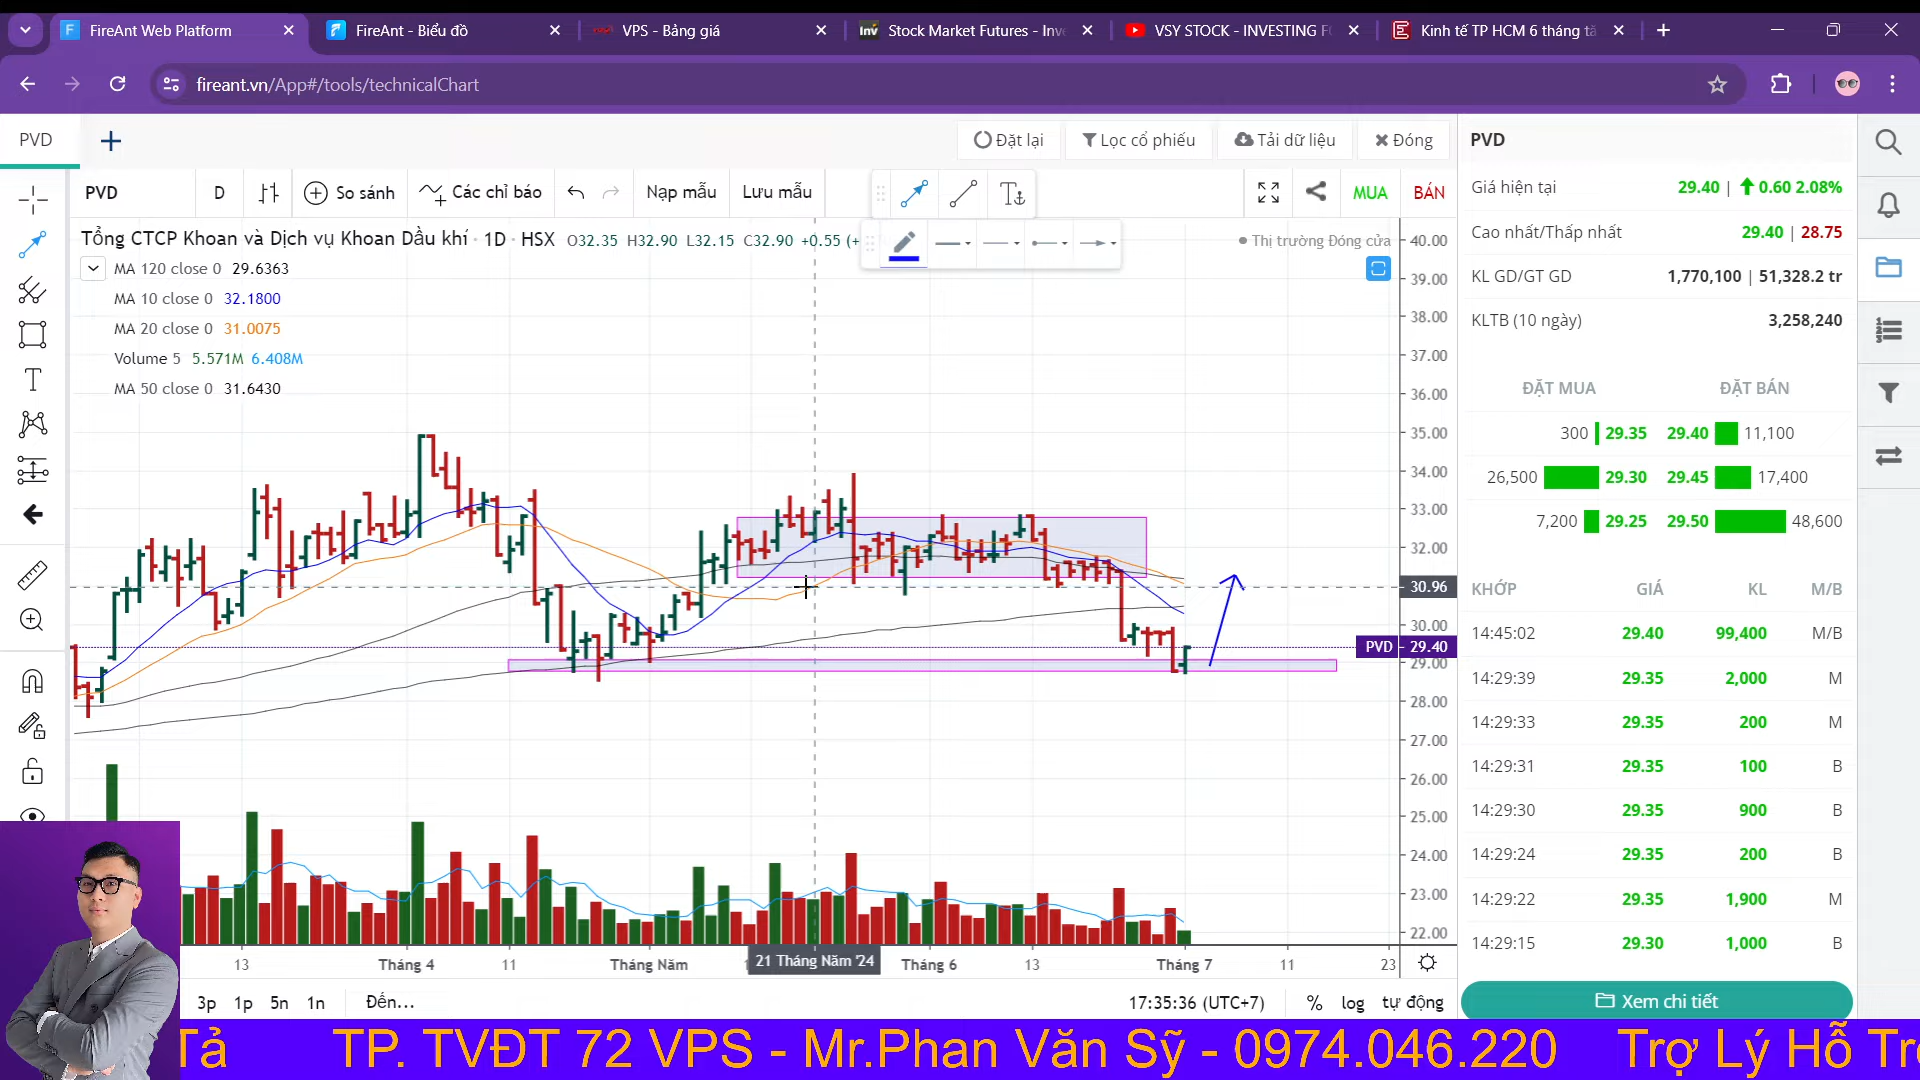 FireAnt Web Platform
FireAnt - Biểu đồ
VPS - Bảng giá
Stock Market Futures - Inve
VSY STOCK - INVESTING F
Kinh tế TP HCM 6 tháng
fireant.vn/App#/tools/technicalChart
PVD
Đặt lại
Lọc cổ phiếu
Tải dữ liệu
Đóng
PVD
D
So sánh
Các chỉ báo
Nạp mẫu
Lưu mẫu
MUA
BÁN
Tổng CTCP Khoan và Dịch vụ Khoan Dầu khí · 1D · HSX O32.35 H32.90 L32.15 C32.90 +0.55 (+
Thị trường Đóng cửa
MA 120 close 0 29.6363
MA 10 close 0 32.1800
MA 20 close 0 31.0075
Volume 5 5.571M 6.408M
MA 50 close 0 31.6430
40.00
39.00
38.00
37.00
36.00
35.00
34.00
33.00
32.00
30.96
30.00
PVD 29.40
29.00
28.00
27.00
26.00
25.00
24.00
23.00
22.00
13
Tháng 4
11
Tháng Năm
21 Tháng Năm '24
Tháng 6
13
Tháng 7
11
23
3p 1p 5n 1n Đến...
17:35:36 (UTC+7) % log tự động
PVD
Giá hiện tại 29.40 | 0.60 2.08%
Cao nhất/Thấp nhất 29.40 | 28.75
KL GD/GT GD 1,770,100 | 51,328.2 tr
KLTB (10 ngày) 3,258,240
ĐẶT MUA ĐẶT BÁN
300 29.35 29.40 11,100
26,500 29.30 29.45 17,400
7,200 29.25 29.50 48,600
KHỚP GIÁ KL M/B
14:45:02 29.40 99,400 M/B
14:29:39 29.35 2,000 M
14:29:33 29.35 200 M
14:29:31 29.35 100 B
14:29:30 29.35 900 B
14:29:24 29.35 200 B
14:29:22 29.35 1,900 M
14:29:15 29.30 1,000 B
Xem chi tiết
Tả TP. TVĐT 72 VPS - Mr.Phan Văn Sỹ - 0974.046.220 Trợ Lý Hỗ Trợ